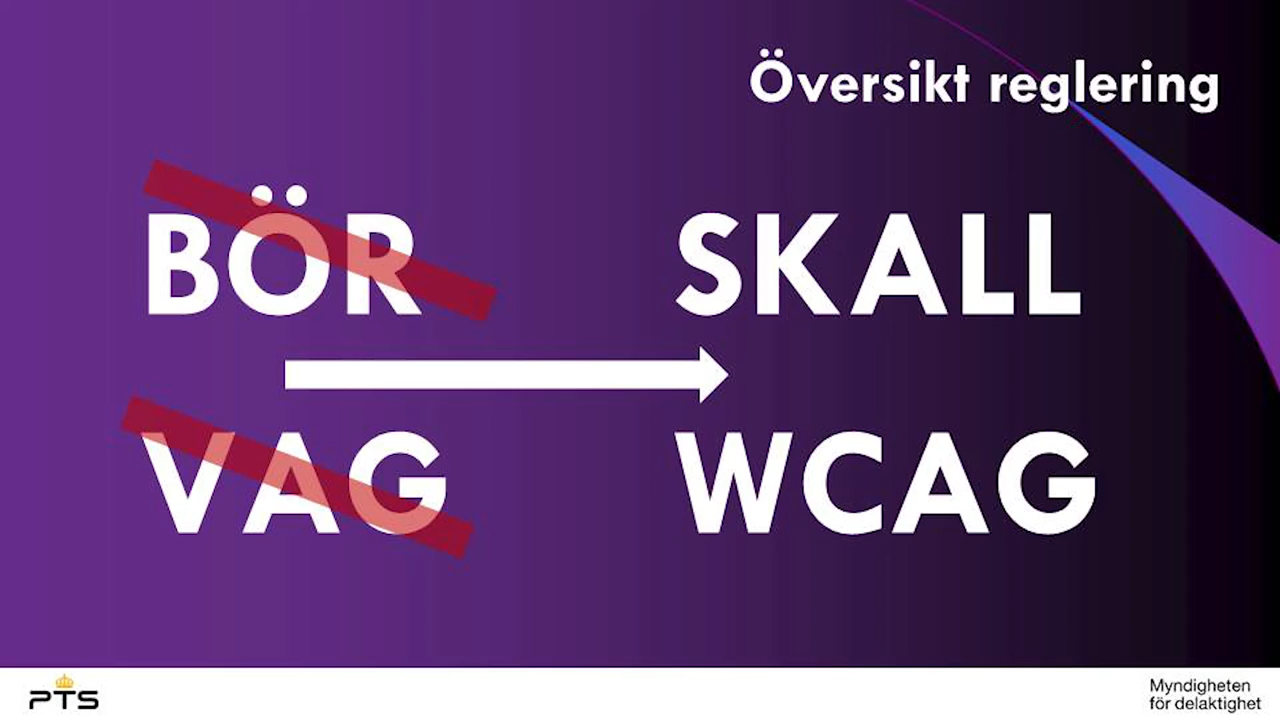 Översikt reglering
BÖR
SKALL
VAG
WCAG
PTS
Myndigheten
för delaktighet